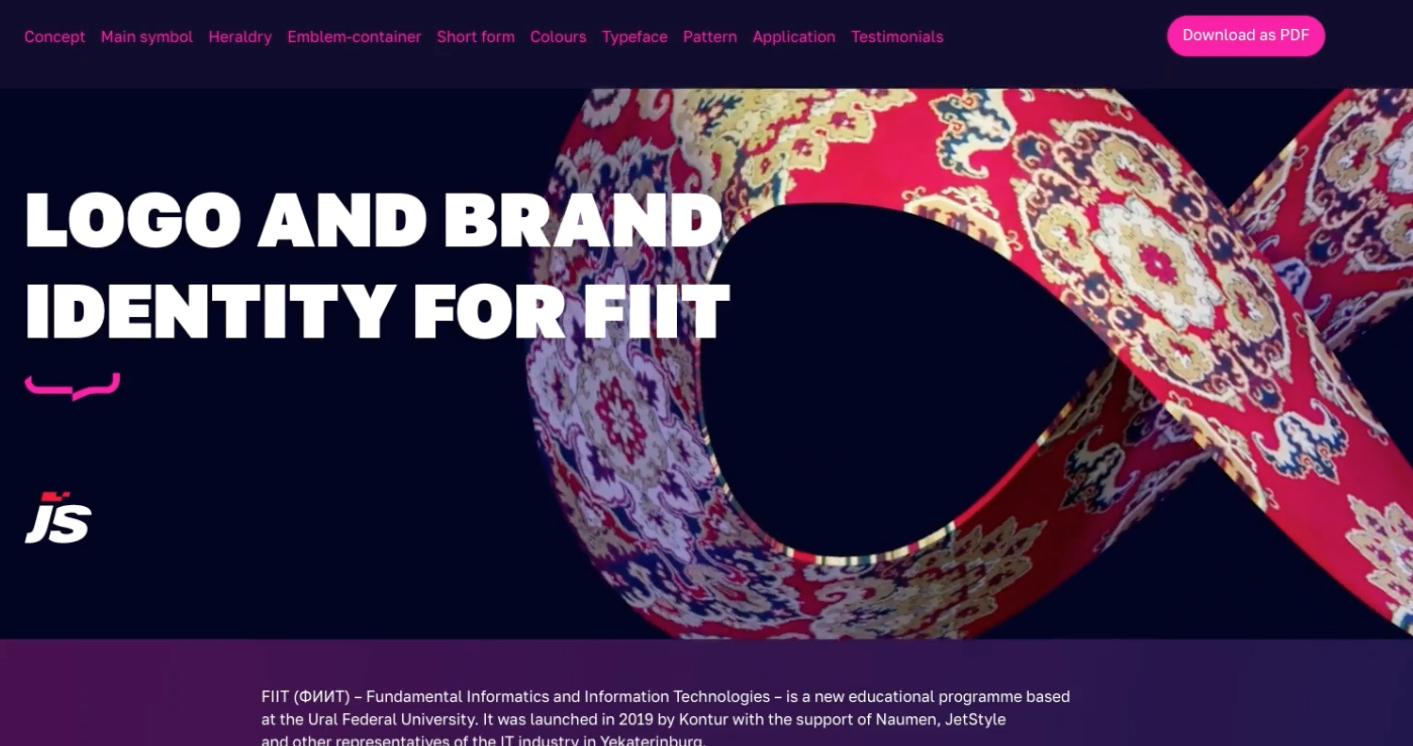 Concept Main symbol Heraldry Emblem-container Short form Colours Typeface Pattern Application Testimonials
Download as PDF
LOGO AND BRAND
IDENTITY FOR FIIT
JS
FIIT (ФИИТ) – Fundamental Informatics and Information Technologies – is a new educational programme based
at the Ural Federal University. It was launched in 2019 by Kontur with the support of Naumen, JetStyle
and other representatives of the IT industry in Yekaterinburg.